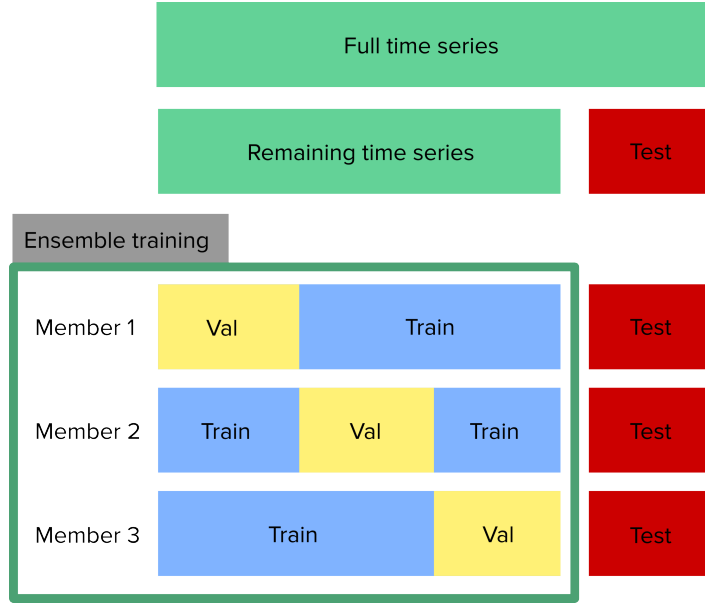 Full time series
Remaining time series
Test
Ensemble training
Member 1
Val
Train
Test
Member 2
Train
Val
Train
Test
Member 3
Train
Val
Test